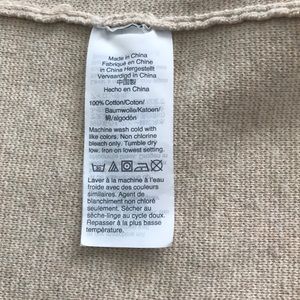 Made in China
Fabriqué en Chine
in China Hergestellt
Vervaardigd in China
中国製
Hecho en China
100% Cotton/Coton/
Baumwolle/Katoen/
綿/algodón
Machine wash cold with
like colors. Non chlorine
bleach only. Tumble dry
low. Iron on lowest setting.
Laver à la machine à l'eau
froide avec des couleurs
similaires. Agent de
blanchiment non chloré
seulement. Sécher au
sèche-linge au cycle doux.
Repasser à la plus basse
température.